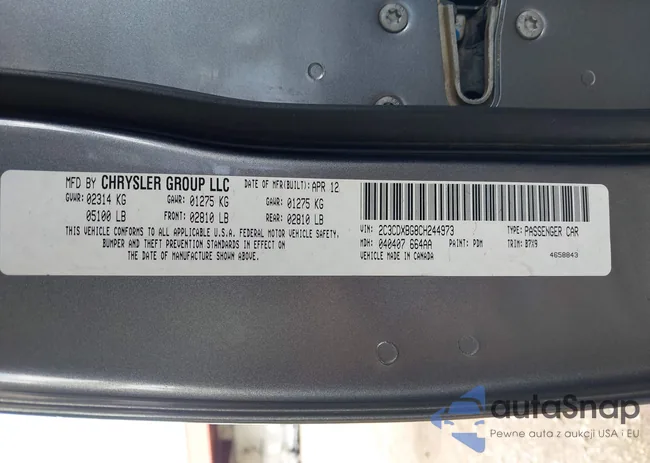 MFD BY CHRYSLER GROUP LLC
DATE OF MFR(BUILT): APR 12
GVWR: 02314 KG GAWR: 01275 KG GAWR: 01275 KG
05100 LB FRONT: 02810 LB REAR: 02810 LB
THIS VEHICLE CONFORMS TO ALL APPLICABLE U.S.A. FEDERAL MOTOR VEHICLE SAFETY,
BUMPER AND THEFT PREVENTION STANDARDS IN EFFECT ON
THE DATE OF MANUFACTURE SHOWN ABOVE.
VIN: 2C3CDXBG8CH244973 TYPE: PASSENGER CAR
MDH: 040407 664AA PAINT: PDM TRIM: B7X9
VEHICLE MADE IN CANADA 4658843
autoSnap
Pewne auta z aukcji USA i EU